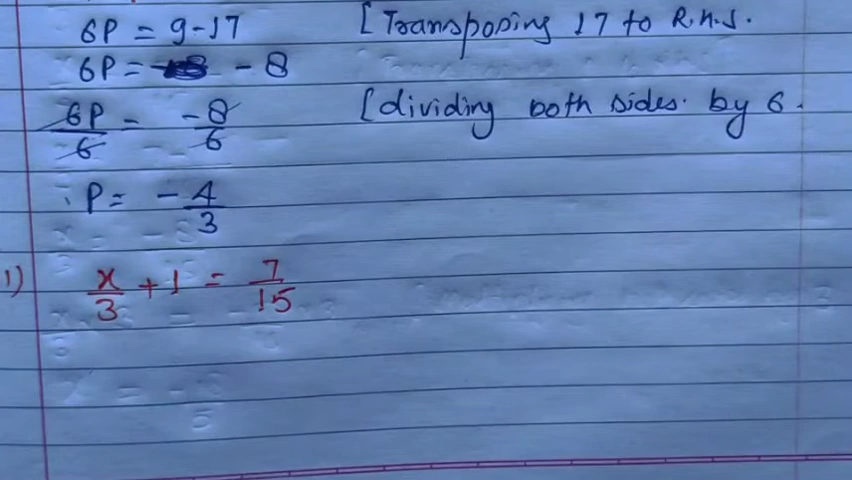 6P = 9-17 [Transposing 17 to R.H.S.
6P = - 8
6P/6 = -8/6 [dividing both sides. by 6.
P = -4/3
1) x/3 + 1 = 7/15